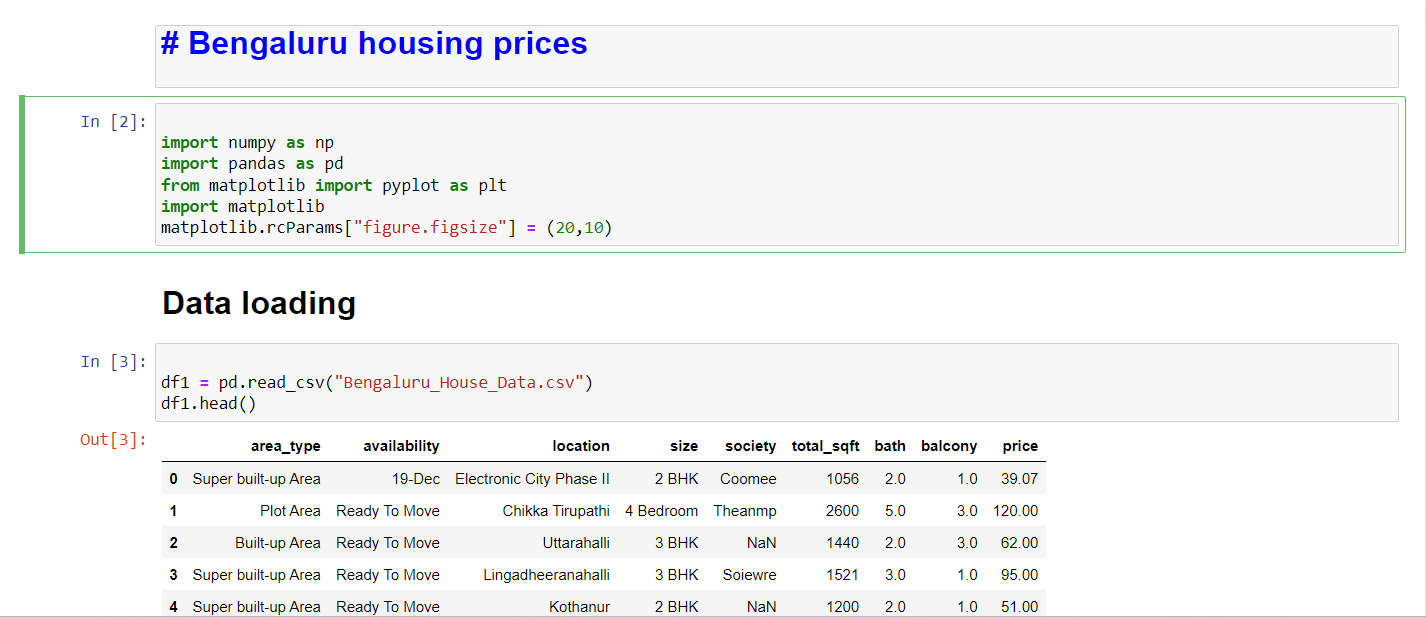 # Bengaluru housing prices
In [2]:
import numpy as np
import pandas as pd
from matplotlib import pyplot as plt
import matplotlib
matplotlib.rcParams["figure.figsize"] = (20,10)
Data loading
In [3]:
df1 = pd.read_csv("Bengaluru_House_Data.csv")
df1.head()
Out[3]:
area_type availability location size society total_sqft bath balcony price
0 Super built-up Area 19-Dec Electronic City Phase II 2 BHK Coomee 1056 2.0 1.0 39.07
1 Plot Area Ready To Move Chikka Tirupathi 4 Bedroom Theanmp 2600 5.0 3.0 120.00
2 Built-up Area Ready To Move Uttarahalli 3 BHK NaN 1440 2.0 3.0 62.00
3 Super built-up Area Ready To Move Lingadheeranahalli 3 BHK Soiewre 1521 3.0 1.0 95.00
4 Super built-up Area Ready To Move Kothanur 2 BHK NaN 1200 2.0 1.0 51.00